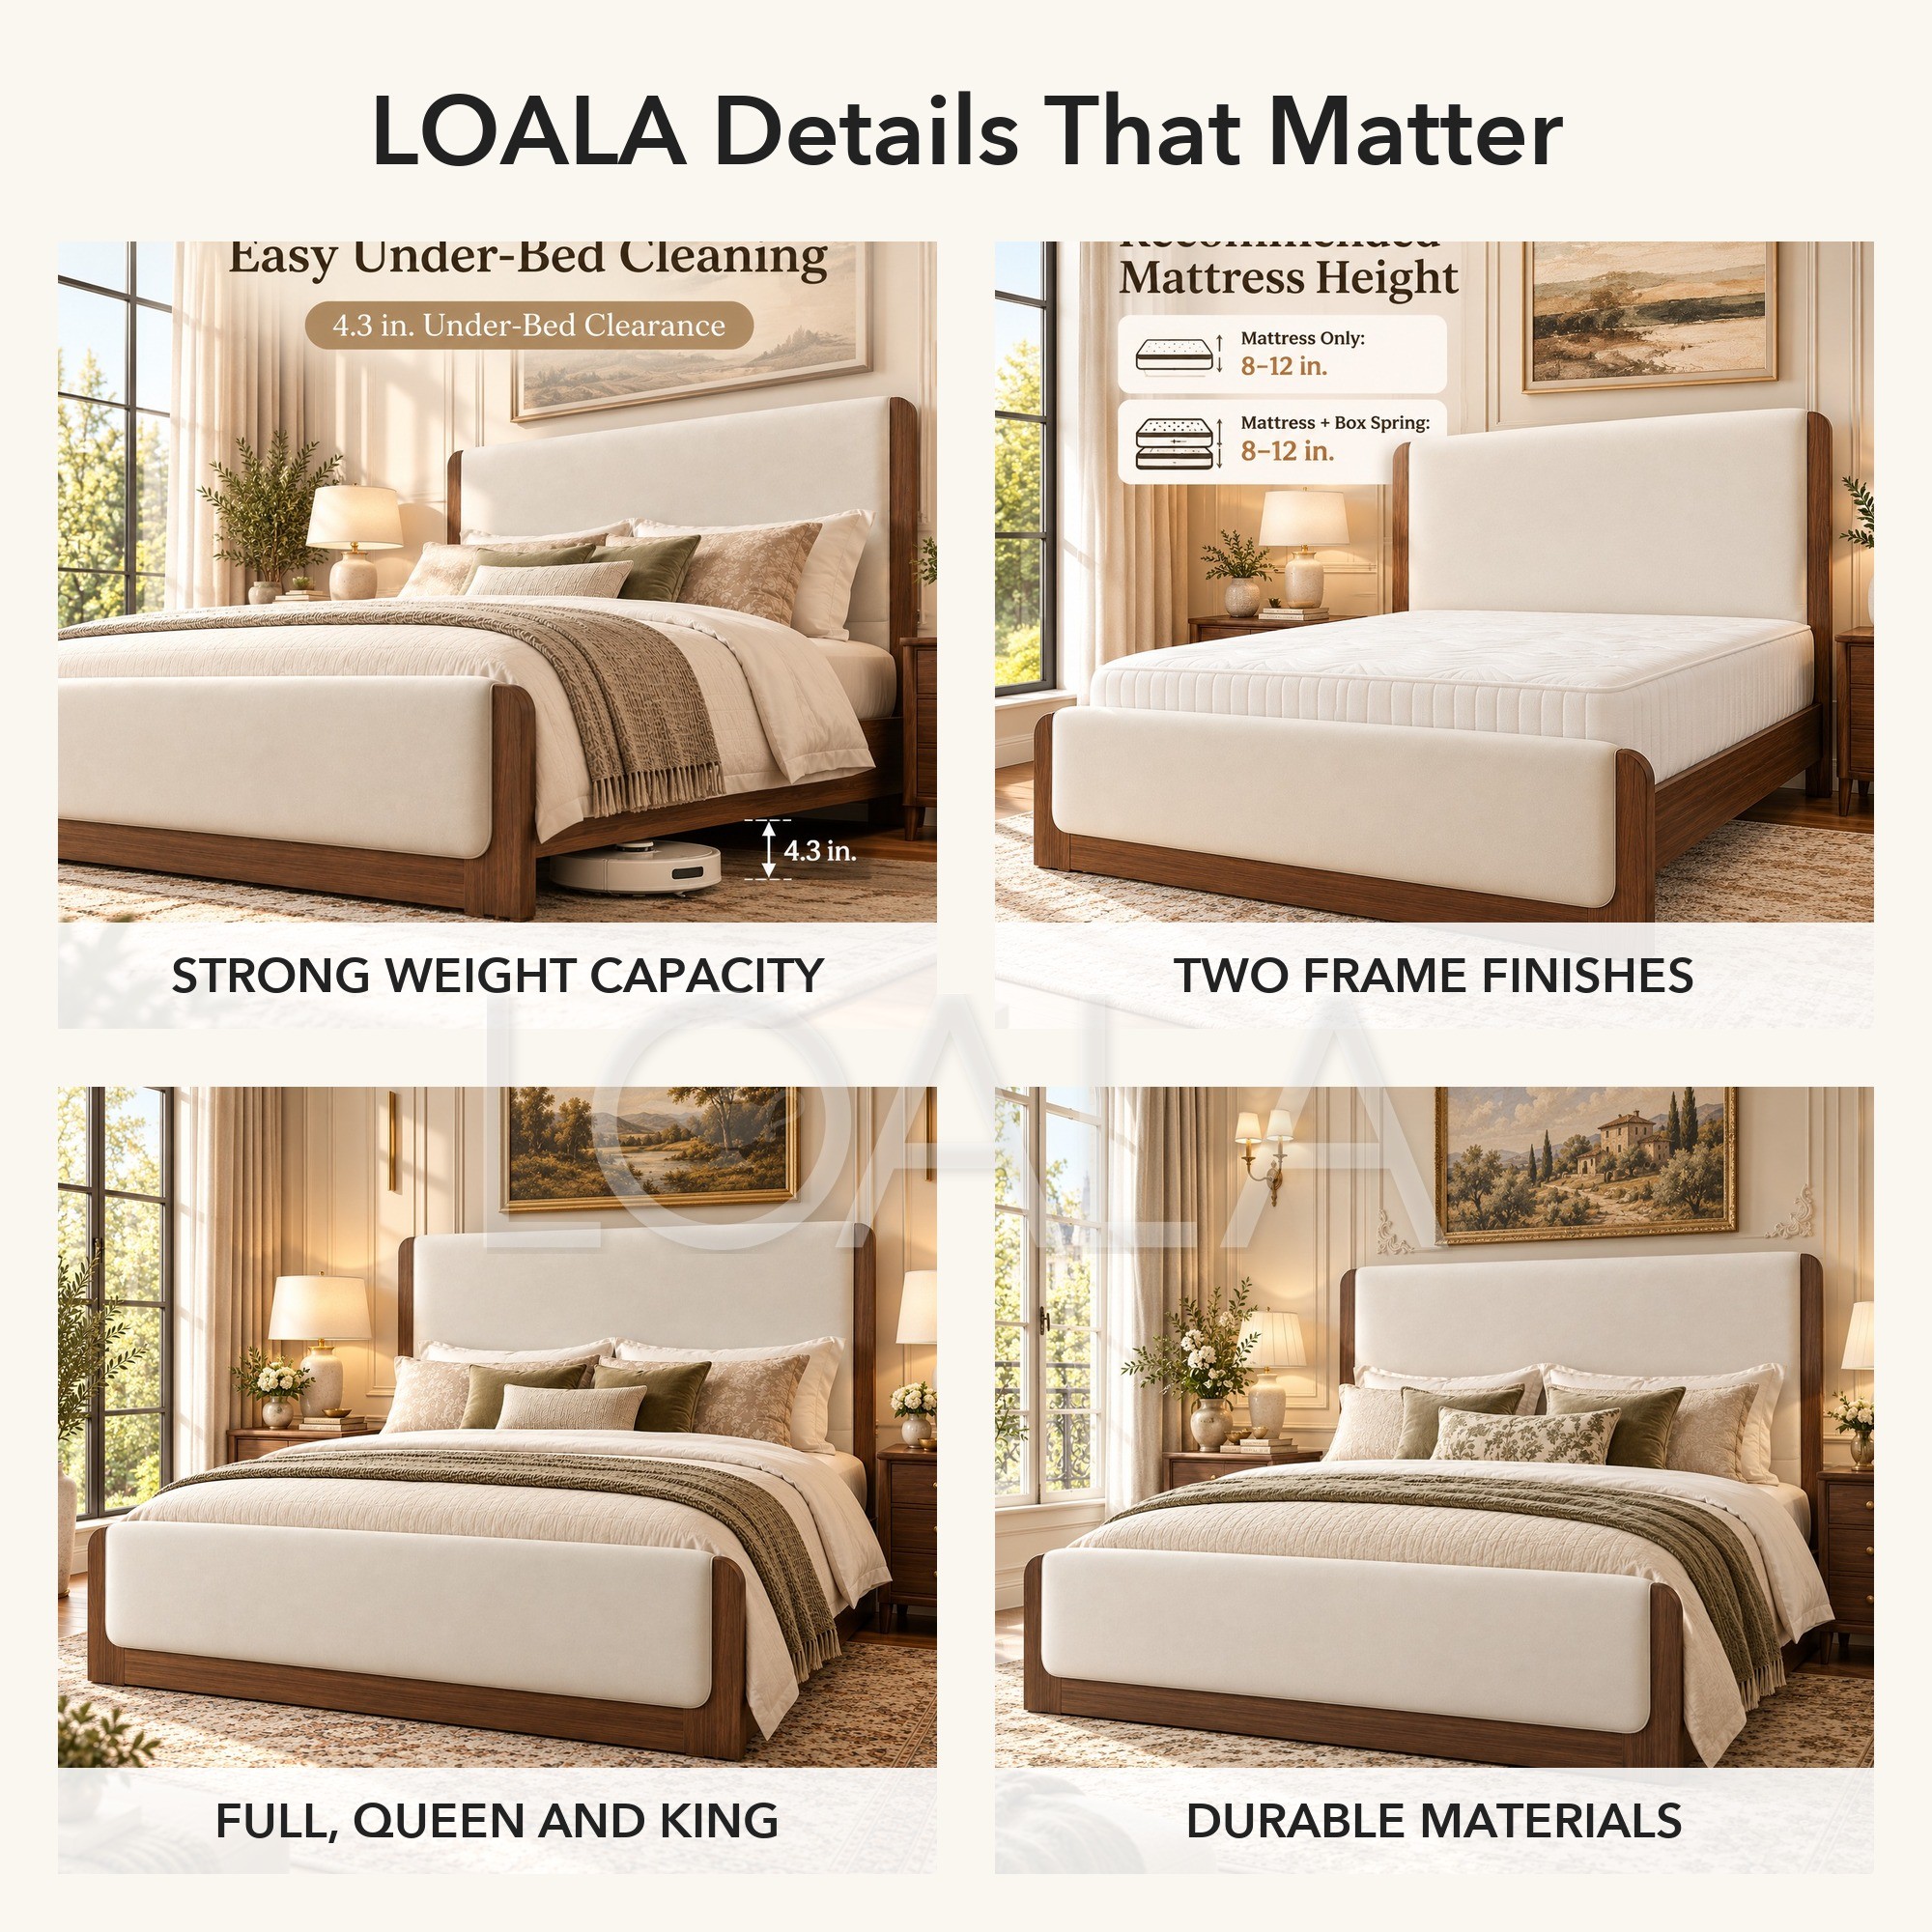 LOALA Details That Matter
Easy Under-Bed Cleaning
4.3 in. Under-Bed Clearance
4.3 in.
STRONG WEIGHT CAPACITY
Recommended
Mattress Height
Mattress Only:
8–12 in.
Mattress + Box Spring:
8–12 in.
TWO FRAME FINISHES
LOALA
FULL, QUEEN AND KING
DURABLE MATERIALS